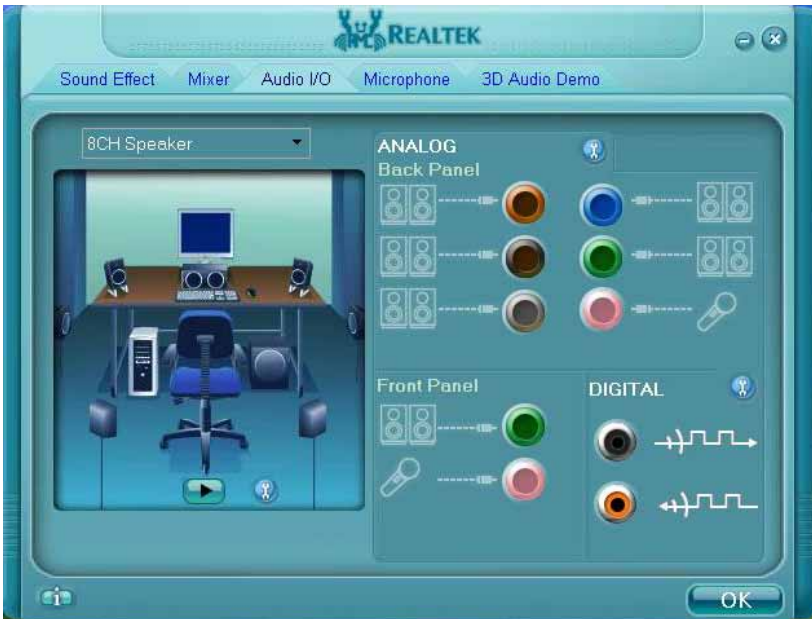 REALTEK
Sound Effect Mixer Audio I/O Microphone 3D Audio Demo
8CH Speaker
ANALOG
Back Panel
Front Panel
DIGITAL
OK